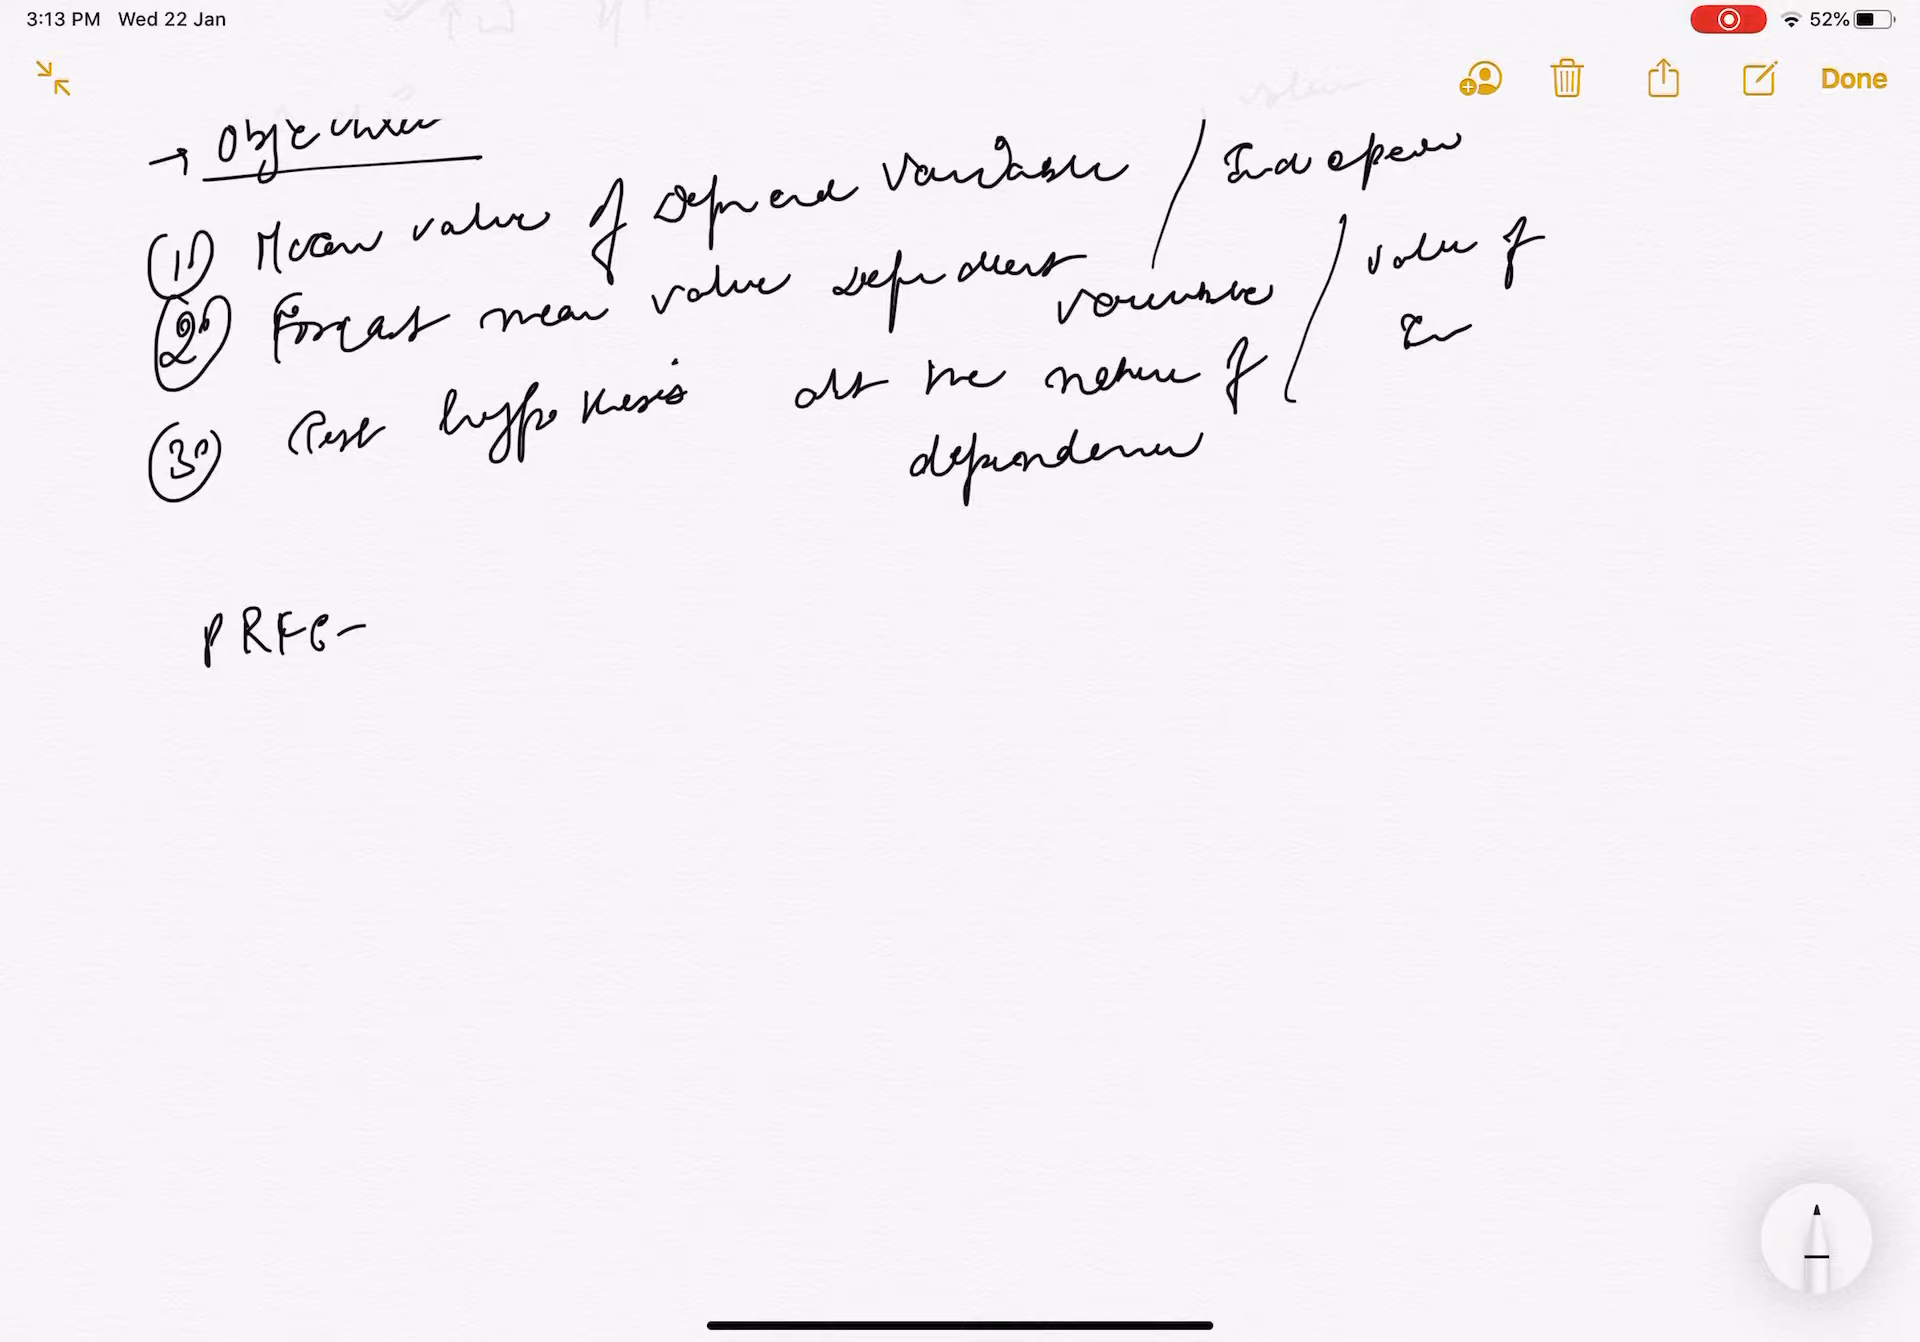 3:13 PM Wed 22 Jan
52%
Done
→ Objective
(1) Mean value of Depend Variable / Indepen
(2) Forcast mean value Dependent variable / value of In
(3) Test hypothesis abt the nature of dependence
PRFC-